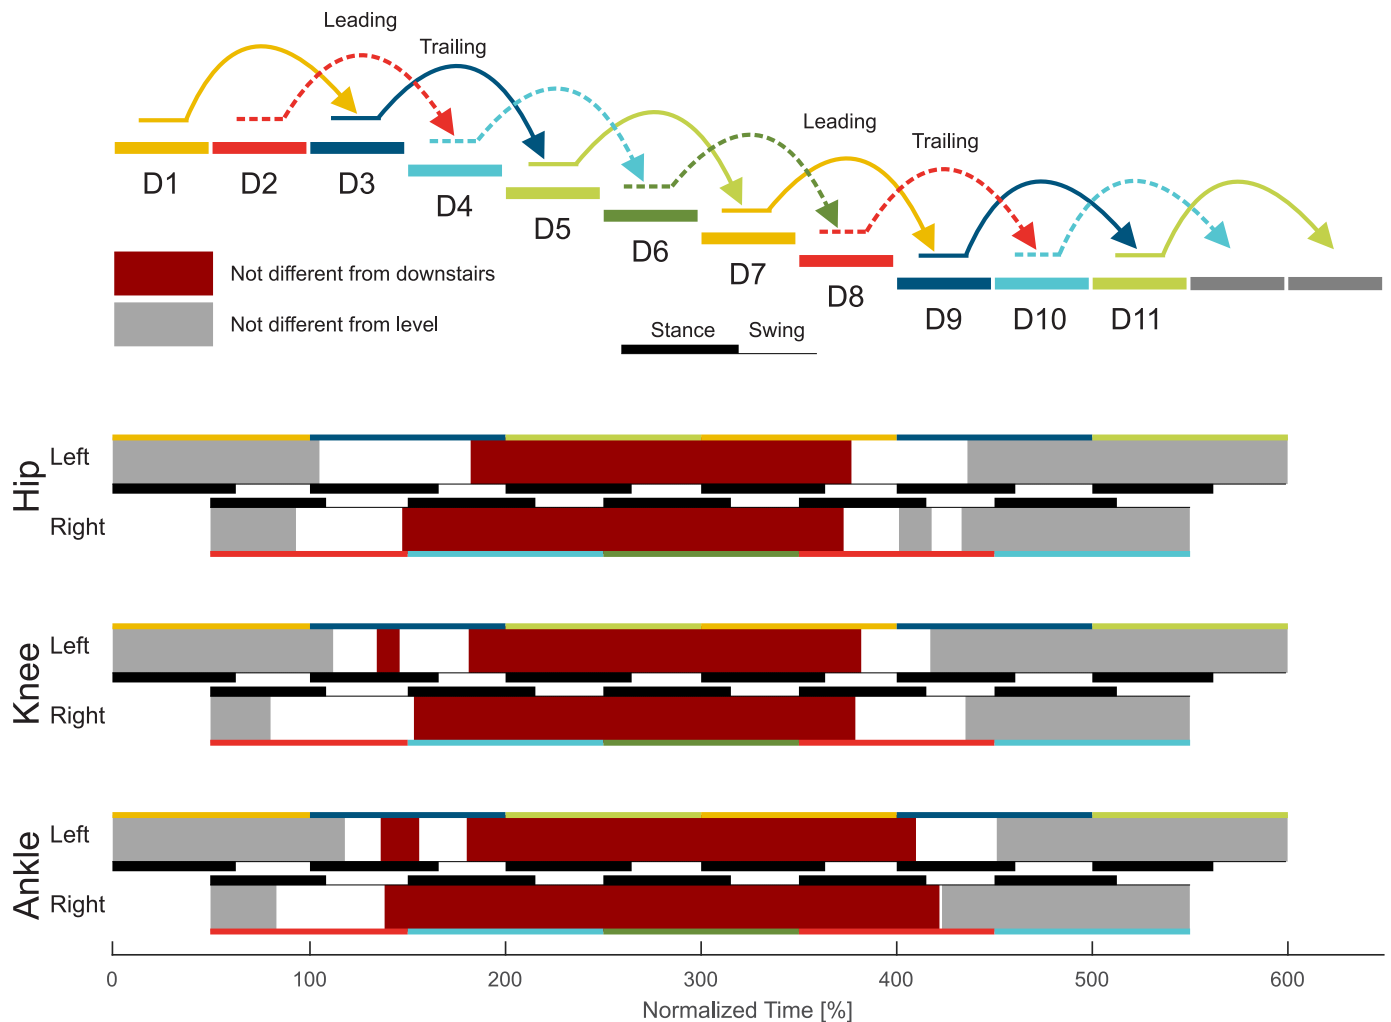 Leading
Trailing
Leading
Trailing
D1
D2
D3
D4
D5
D6
D7
D8
D9
D10
D11
Not different from downstairs
Not different from level
Stance
Swing
Hip
Left
Right
Knee
Left
Right
Ankle
Left
Right
0 100 200 300 400 500 600
Normalized Time [%]